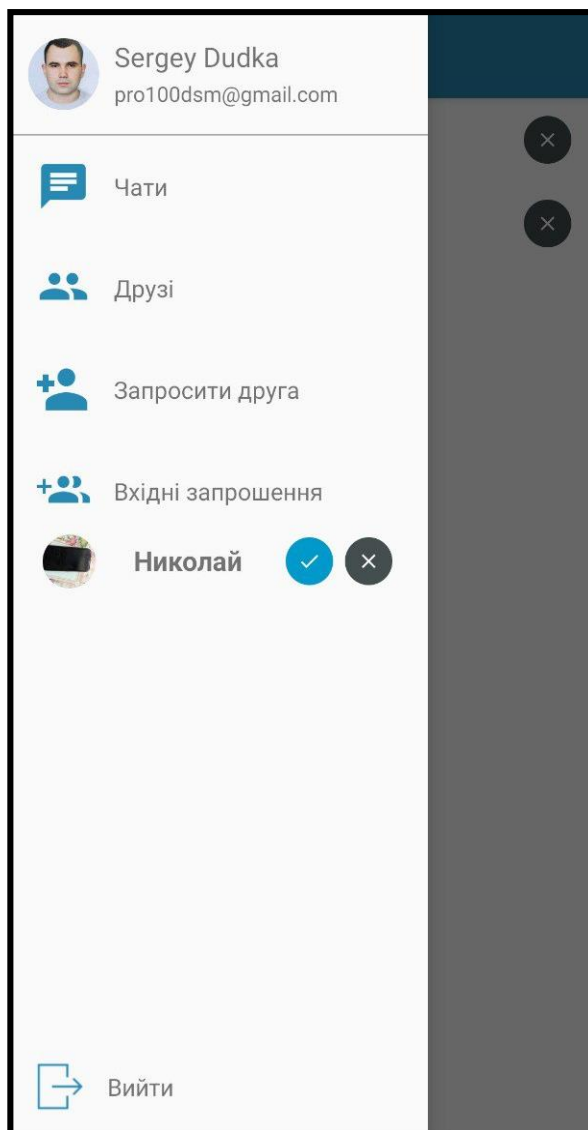 Sergey Dudka
pro100dsm@gmail.com
Чати
Друзі
Запросити друга
Вхідні запрошення
Николай
Вийти